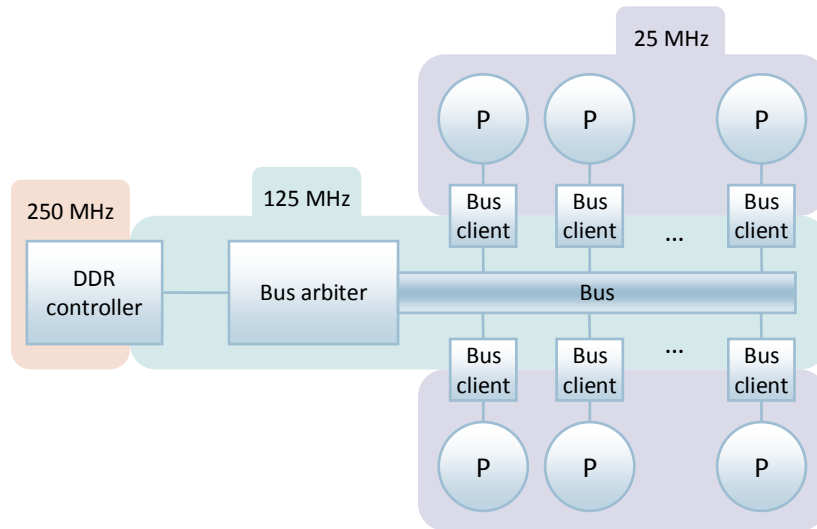 25 MHz
P
P
P
250 MHz
125 MHz
Bus
client
Bus
client
...
Bus
client
DDR
controller
Bus arbiter
Bus
Bus
client
Bus
client
...
Bus
client
P
P
P